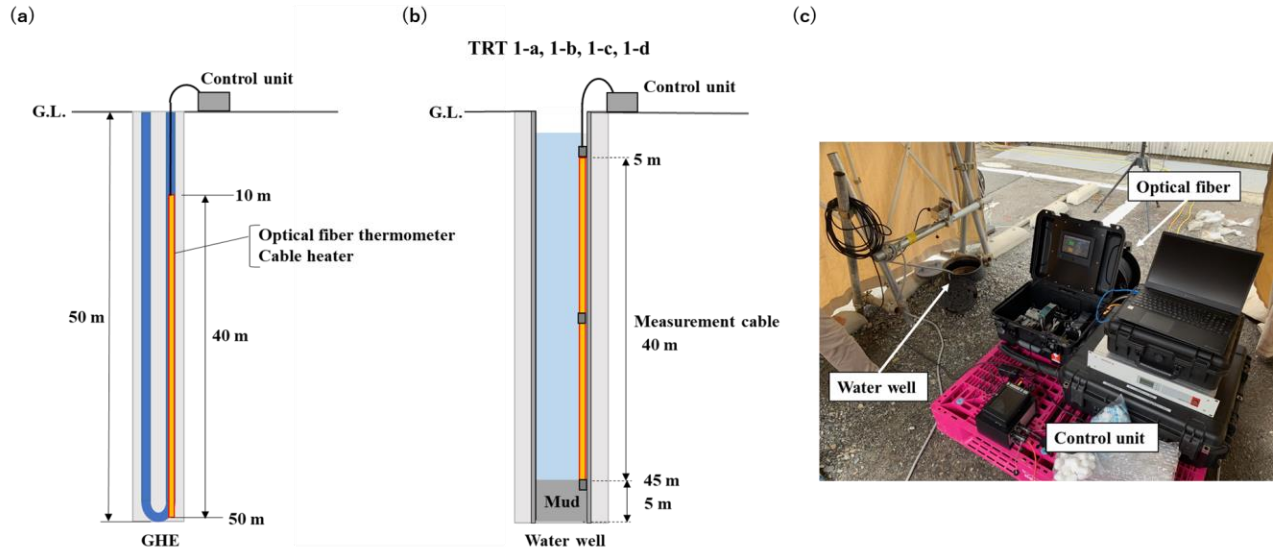 (a)
Control unit
G.L.
10 m
Optical fiber thermometer
Cable heater
50 m
40 m
50 m
GHE
(b)
TRT 1-a, 1-b, 1-c, 1-d
Control unit
G.L.
5 m
Measurement cable
40 m
45 m
Mud
5 m
Water well
(c)
Optical fiber
Water well
Control unit